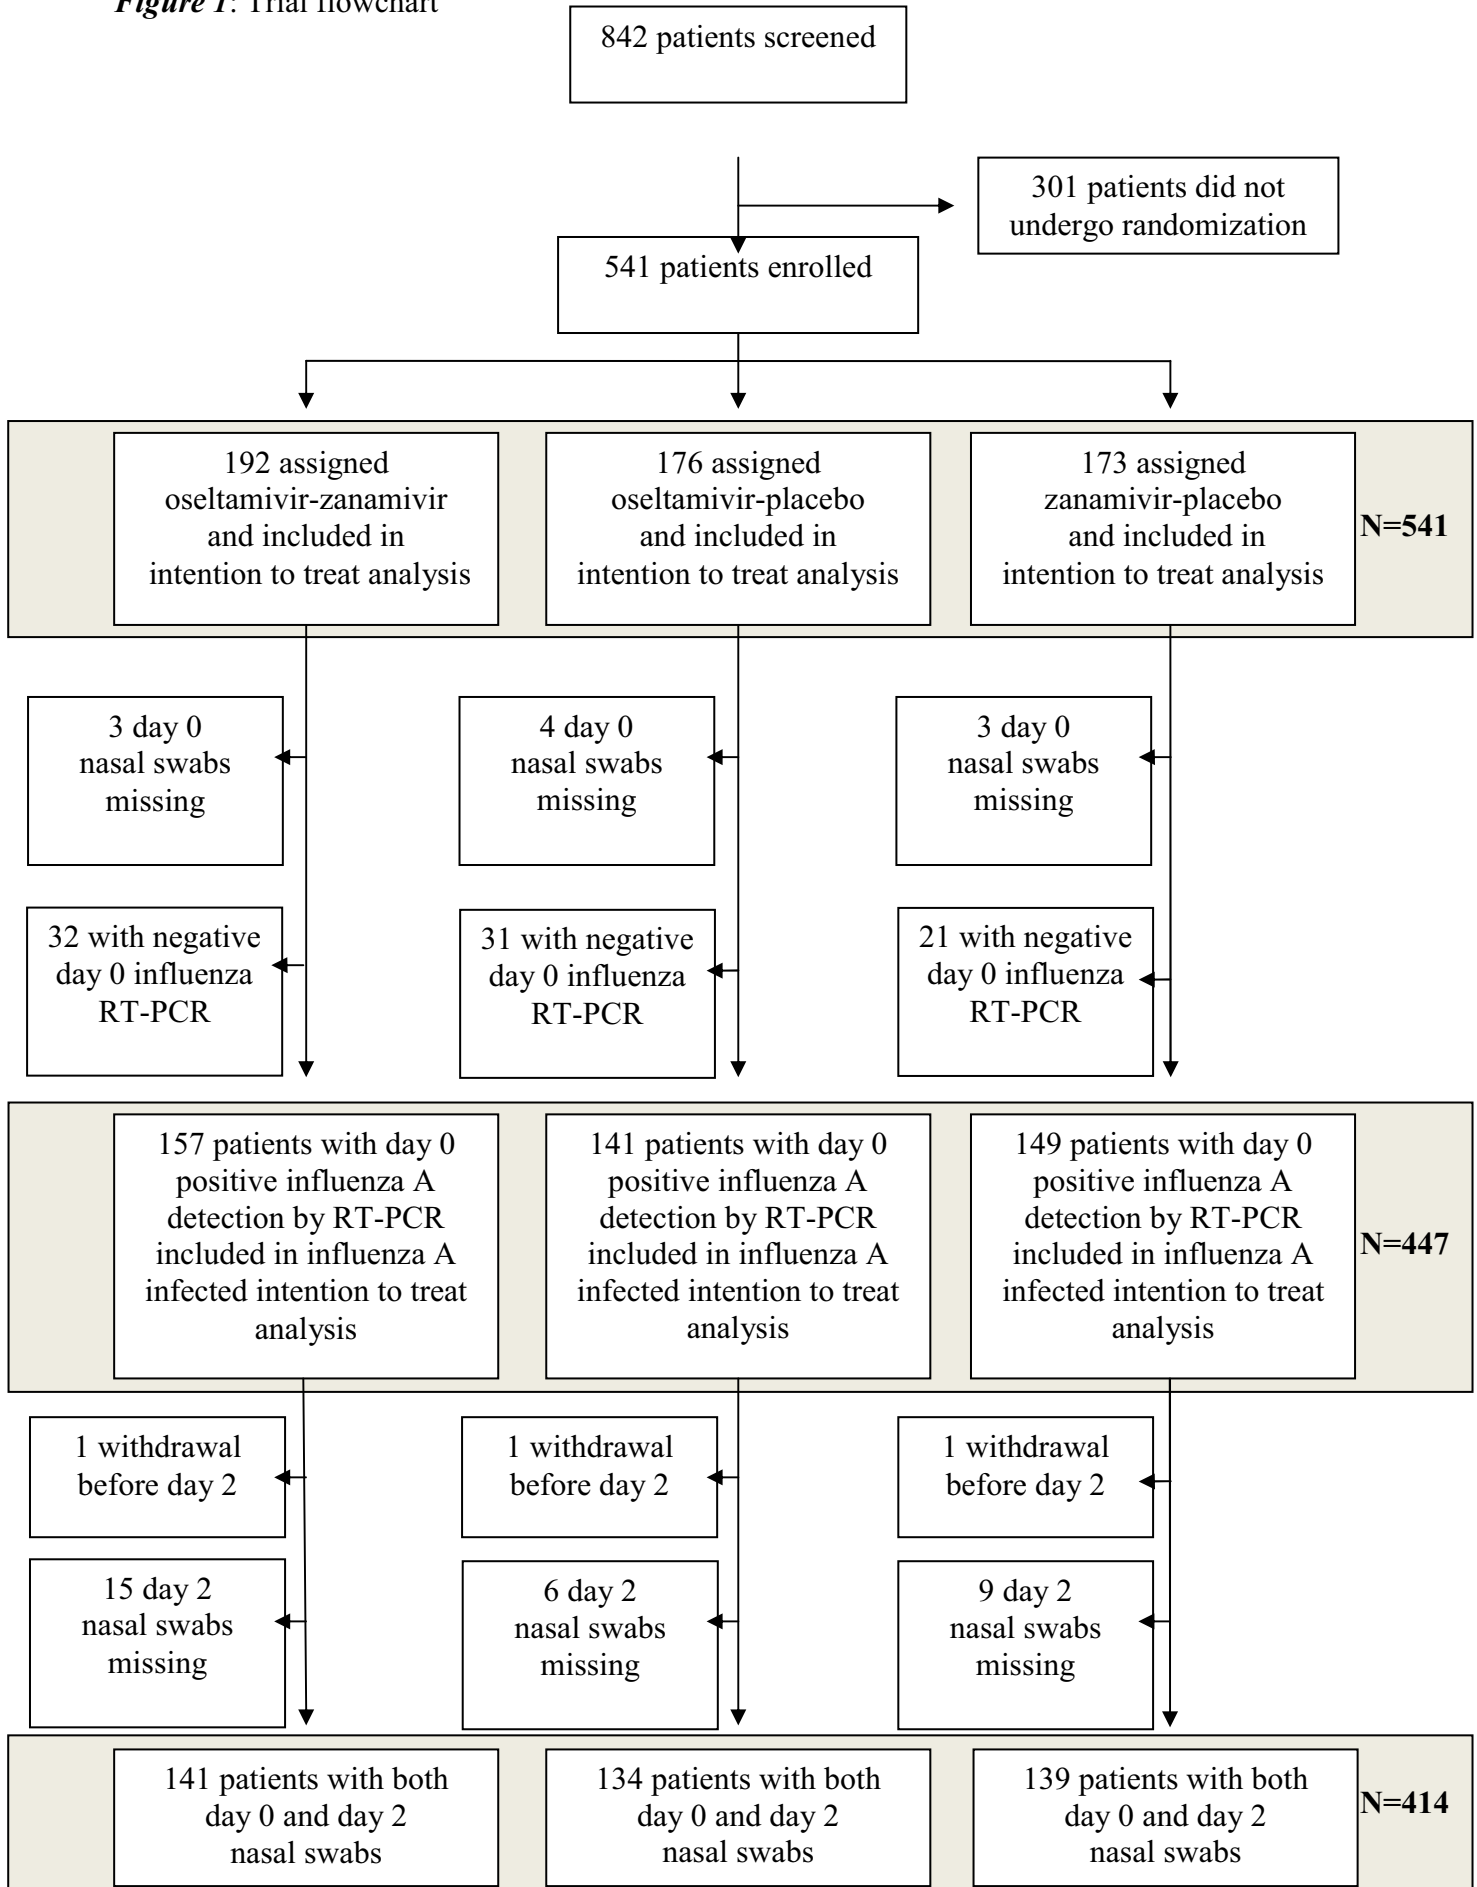 Figure 1: Trial flowchart
842 patients screened
301 patients did not
undergo randomization
541 patients enrolled
192 assigned
oseltamivir-zanamivir
and included in
intention to treat analysis
176 assigned
oseltamivir-placebo
and included in
intention to treat analysis
173 assigned
zanamivir-placebo
and included in
intention to treat analysis
N=541
3 day 0
nasal swabs
missing
4 day 0
nasal swabs
missing
3 day 0
nasal swabs
missing
32 with negative
day 0 influenza
RT-PCR
31 with negative
day 0 influenza
RT-PCR
21 with negative
day 0 influenza
RT-PCR
157 patients with day 0
positive influenza A
detection by RT-PCR
included in influenza A
infected intention to treat
analysis
141 patients with day 0
positive influenza A
detection by RT-PCR
included in influenza A
infected intention to treat
analysis
149 patients with day 0
positive influenza A
detection by RT-PCR
included in influenza A
infected intention to treat
analysis
N=447
1 withdrawal
before day 2
1 withdrawal
before day 2
1 withdrawal
before day 2
15 day 2
nasal swabs
missing
6 day 2
nasal swabs
missing
9 day 2
nasal swabs
missing
141 patients with both
day 0 and day 2
nasal swabs
134 patients with both
day 0 and day 2
nasal swabs
139 patients with both
day 0 and day 2
nasal swabs
N=414